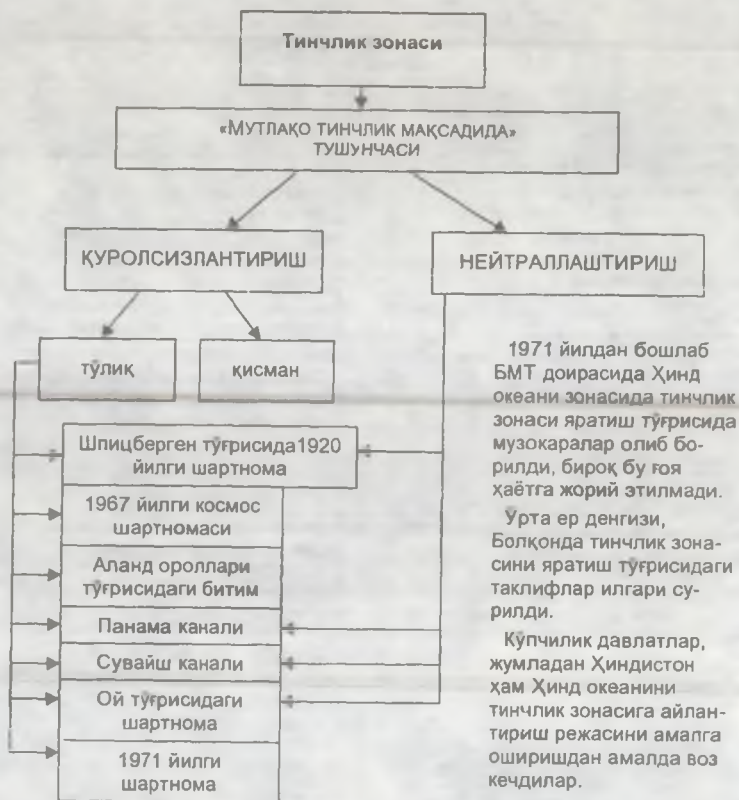 Тинчлик зонаси
«МУТЛАҚО ТИНЧЛИК МАҚСАДИДА»
ТУШУНЧАСИ
ҚУРОЛСИЗЛАНТИРИШ
НЕЙТРАЛЛАШТИРИШ
тўлиқ
қисман
Шпицберген тўғрисида1920
йилги шартнома
1967 йилги космос
шартномаси
Аланд ороллари
тўғрисидаги битим
Панама канали
Сувайш канали
Ой тўғрисидаги
шартнома
1971 йилги
шартнома
1971 йилдан бошлаб
БМТ доирасида Ҳинд
океани зонасида тинчлик
зонаси яратиш тўғрисида
музокаралар олиб бо-
рилди, бироқ бу ғоя
ҳаётга жорий этилмади.
Ўрта ер денгизи,
Болқонда тинчлик зона-
сини яратиш тўғрисидаги
таклифлар илгари су-
рилди.
Кўпчилик давлатлар,
жумладан Ҳиндистон
ҳам Ҳинд океанини
тинчлик зонасига айлан-
тириш режасини амалга
оширишдан амалда воз
кечдилар.